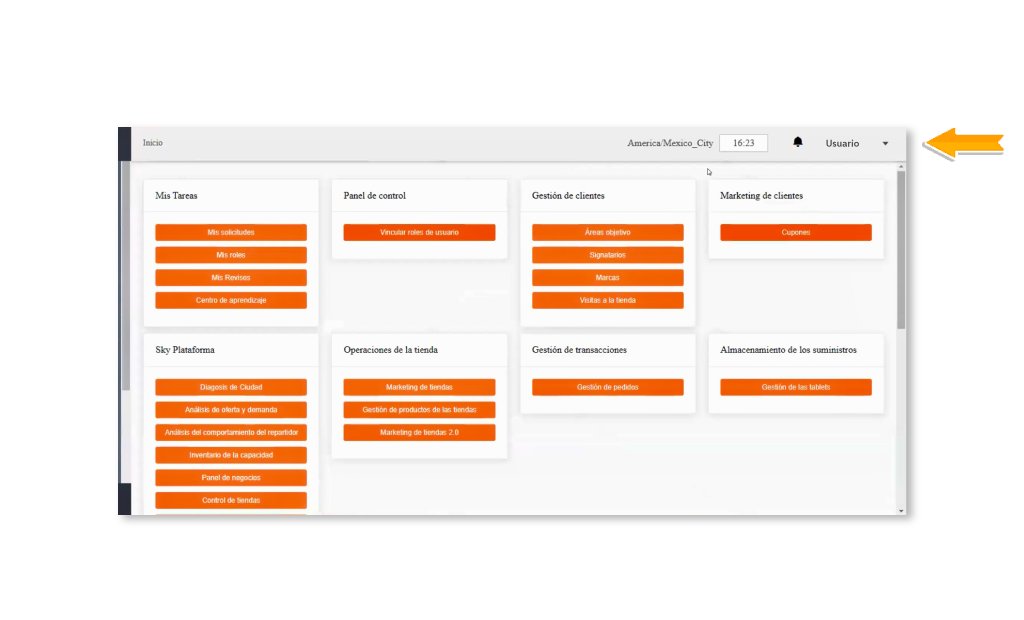 Inicio
America/Mexico_City 16:23 Usuario
Mis Tareas
Mis solicitudes
Mis roles
Mis Revisos
Centro de aprendizaje
Panel de control
Vincular roles de usuario
Gestión de clientes
Áreas objetivo
Signatarios
Marcas
Visitas a la tienda
Marketing de clientes
Cupones
Sky Plataforma
Diagosis de Ciudad
Análisis de oferta y demanda
Análisis del comportamiento del repartidor
Inventario de la capacidad
Panel de negocios
Control de tiendas
Operaciones de la tienda
Marketing de tiendas
Gestión de productos de las tiendas
Marketing de tiendas 2.0
Gestión de transacciones
Gestión de pedidos
Almacenamiento de los suministros
Gestión de las tablets